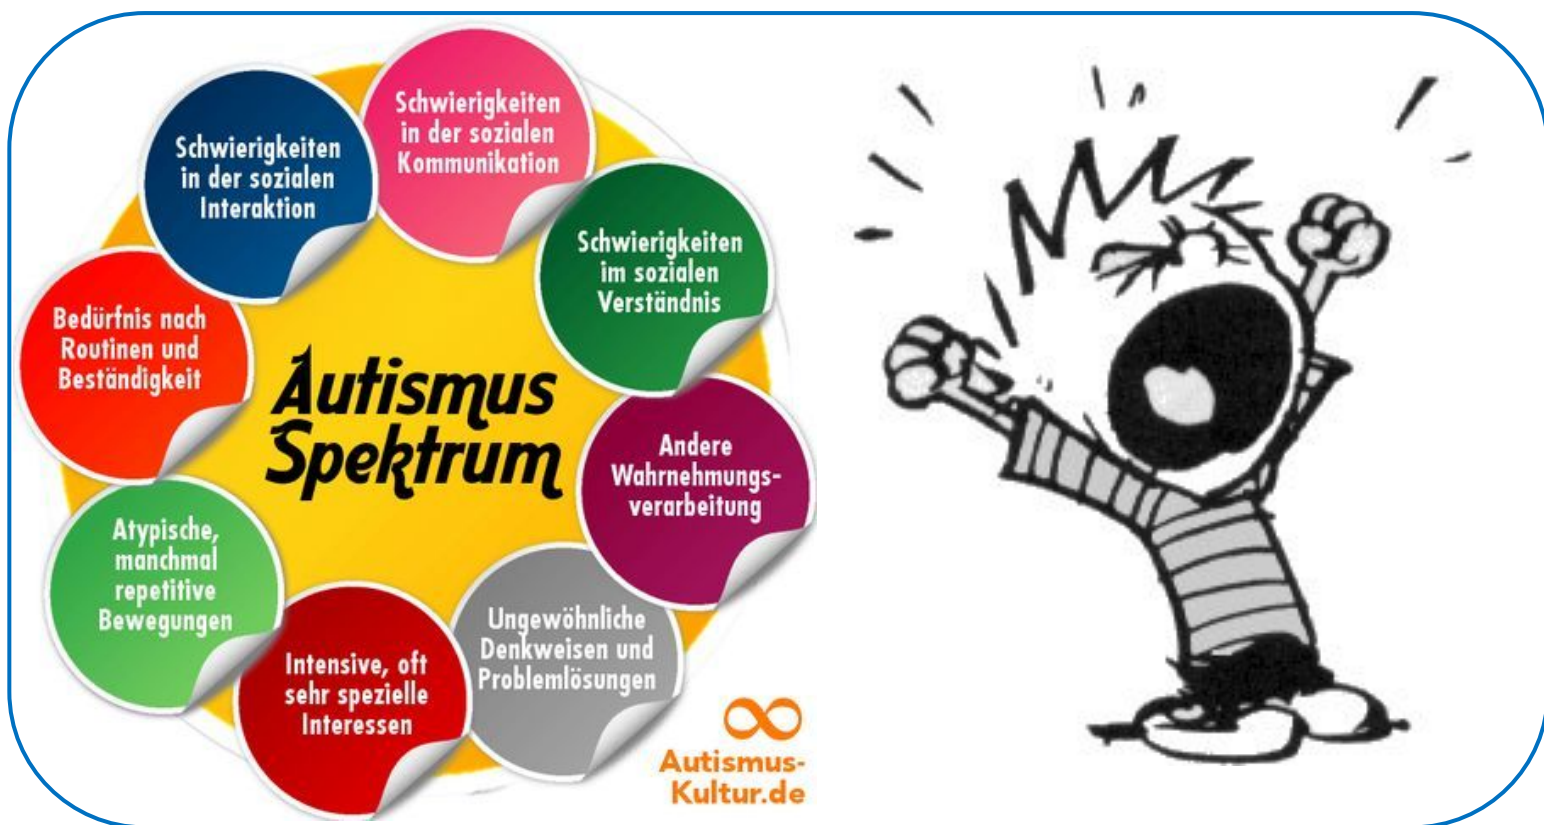 Schwierigkeiten
in der sozialen
Kommunikation
Schwierigkeiten
in der sozialen
Interaktion
Schwierigkeiten
im sozialen
Verständnis
Bedürfnis nach
Routinen und
Beständigkeit
Autismus
Spektrum
Andere
Wahrnehmungs-
verarbeitung
Atypische,
manchmal
repetitive
Bewegungen
Ungewöhnliche
Denkweisen und
Problemlösungen
Intensive, oft
sehr spezielle
Interessen
Autismus-
Kultur.de